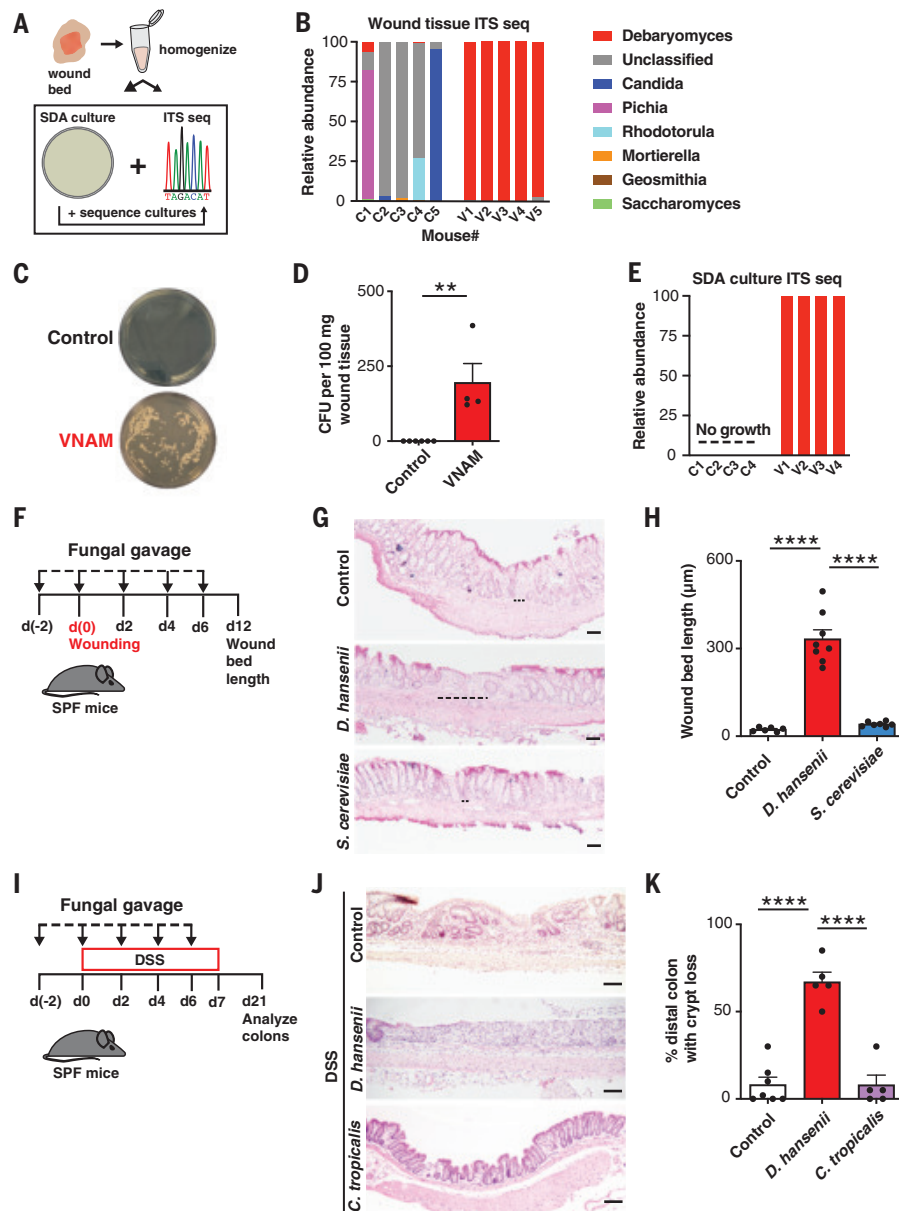 A
wound bed
homogenize
SDA culture
ITS seq
+
TAGACAT
+ sequence cultures
B
Wound tissue ITS seq
Relative abundance
100
75
50
25
0
C1 C2 C3 C4 C5 V1 V2 V3 V4 V5
Mouse#
Debaryomyces
Unclassified
Candida
Pichia
Rhodotorula
Mortierella
Geosmithia
Saccharomyces
C
Control
VNAM
D
**
CFU per 100 mg
wound tissue
500
250
0
Control VNAM
E
SDA culture ITS seq
Relative abundance
100
75
50
25
0
No growth
C1 C2 C3 C4 V1 V2 V3 V4
F
Fungal gavage
d(-2) d(0) d2 d4 d6 d12
Wounding
Wound
bed
length
SPF mice
G
Control
D. hansenii
S. cerevisiae
H
**** ****
Wound bed length (µm)
600
300
0
Control D. hansenii S. cerevisiae
I
Fungal gavage
DSS
d(-2) d0 d2 d4 d6 d7 d21
Analyze
colons
SPF mice
J
DSS
Control
D. hansenii
C. tropicalis
K
**** ****
% distal colon
with crypt loss
100
50
0
Control D. hansenii C. tropicalis